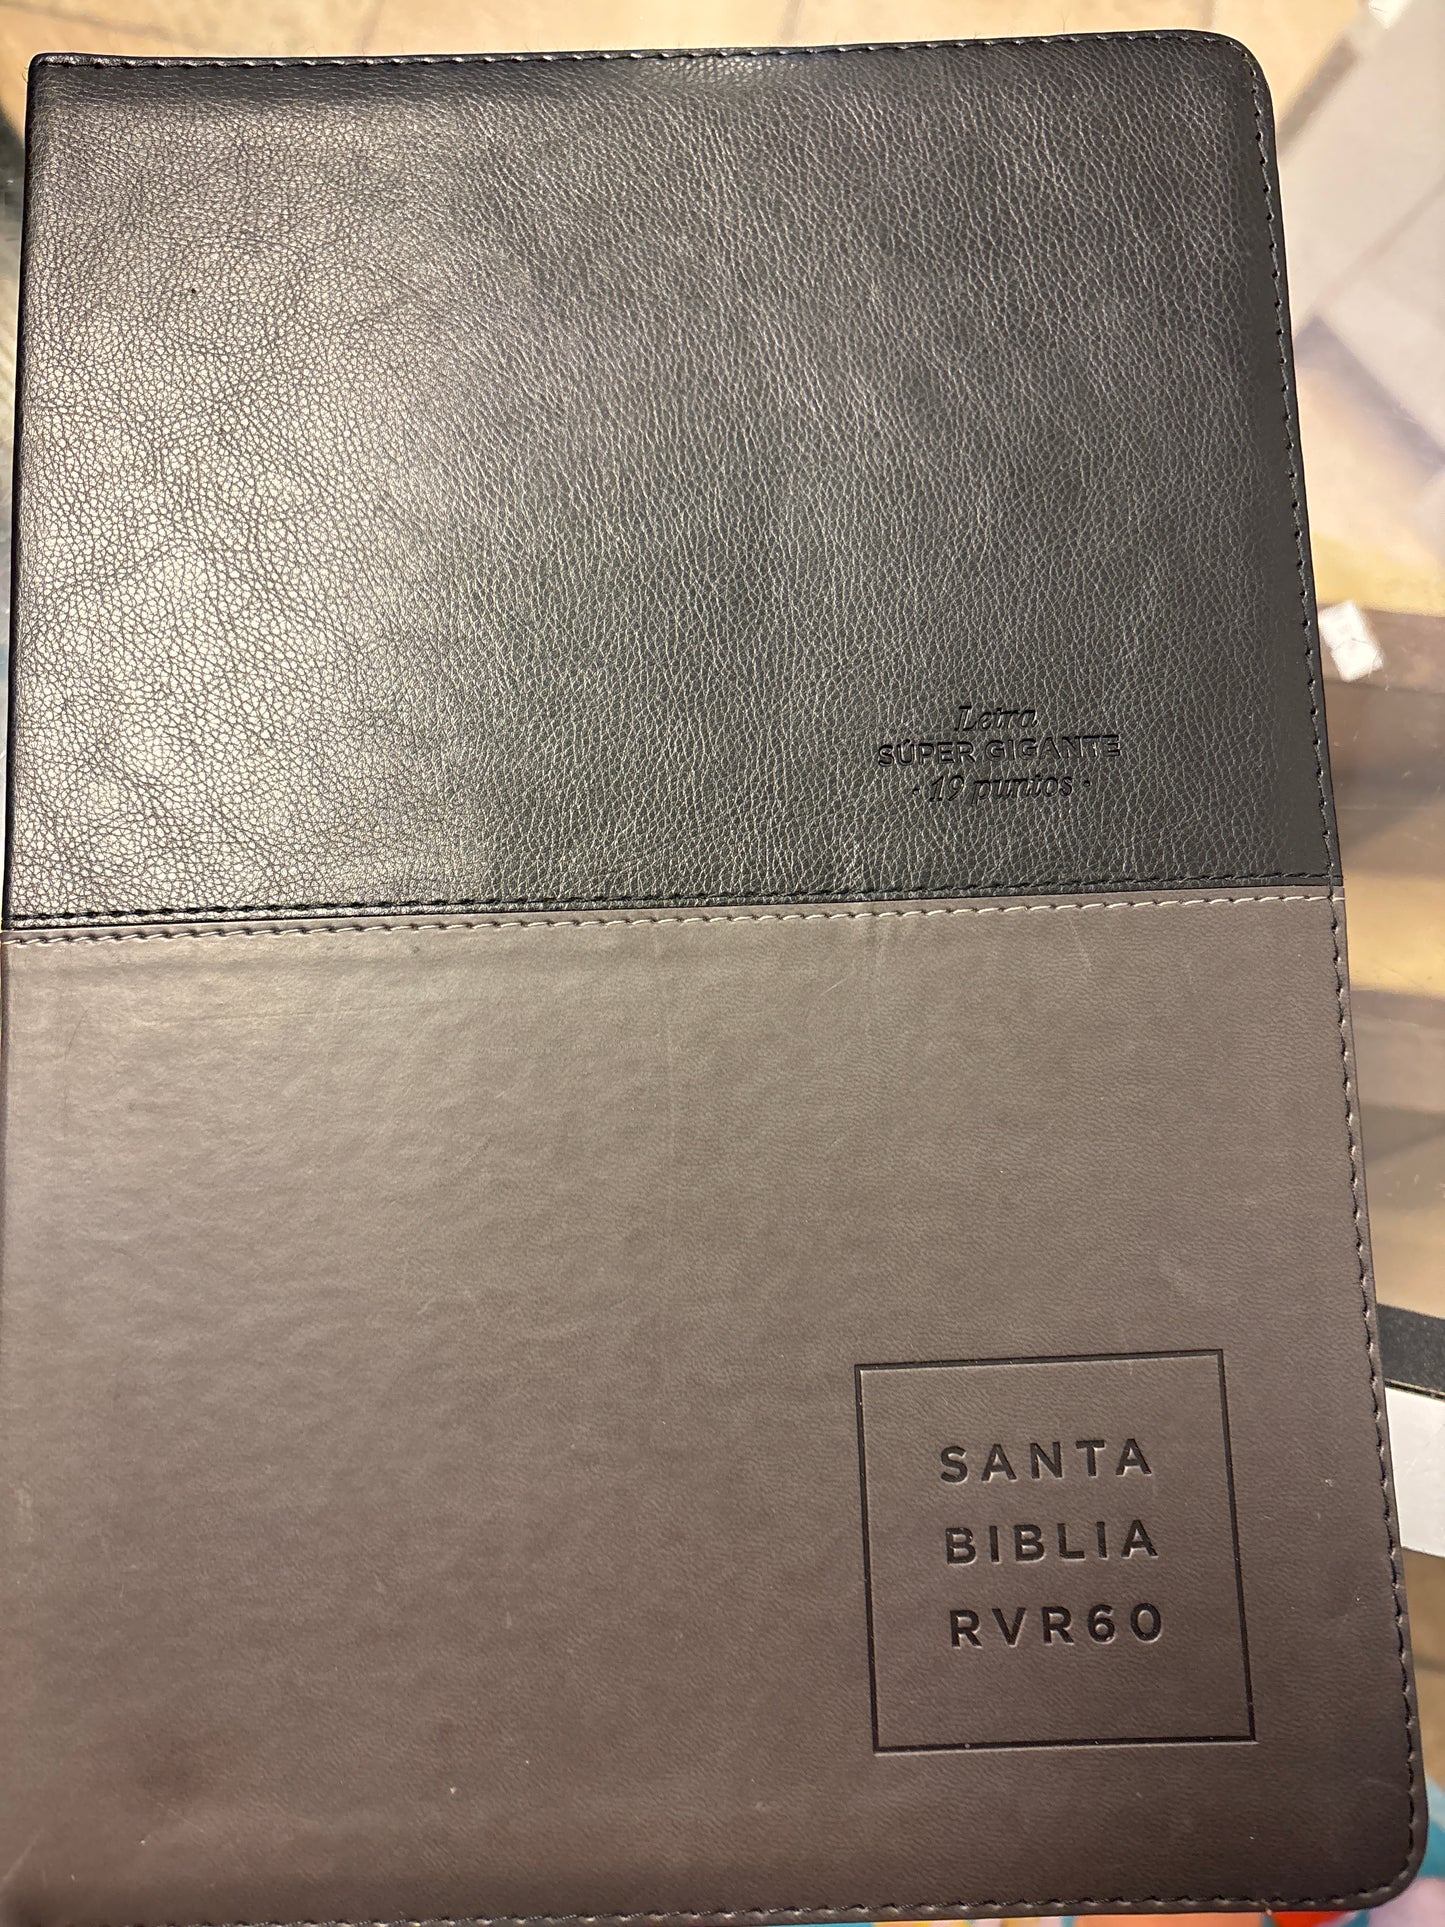 Letra
SÚPER GIGANTE
· 19 puntos ·
SANTA
BIBLIA
RVR60